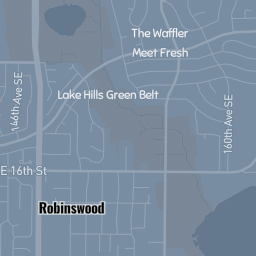 The Waffler
Meet Fresh
Lake Hills Green Belt
146th Ave SE
160th Ave SE
E 16th St
Robinswood